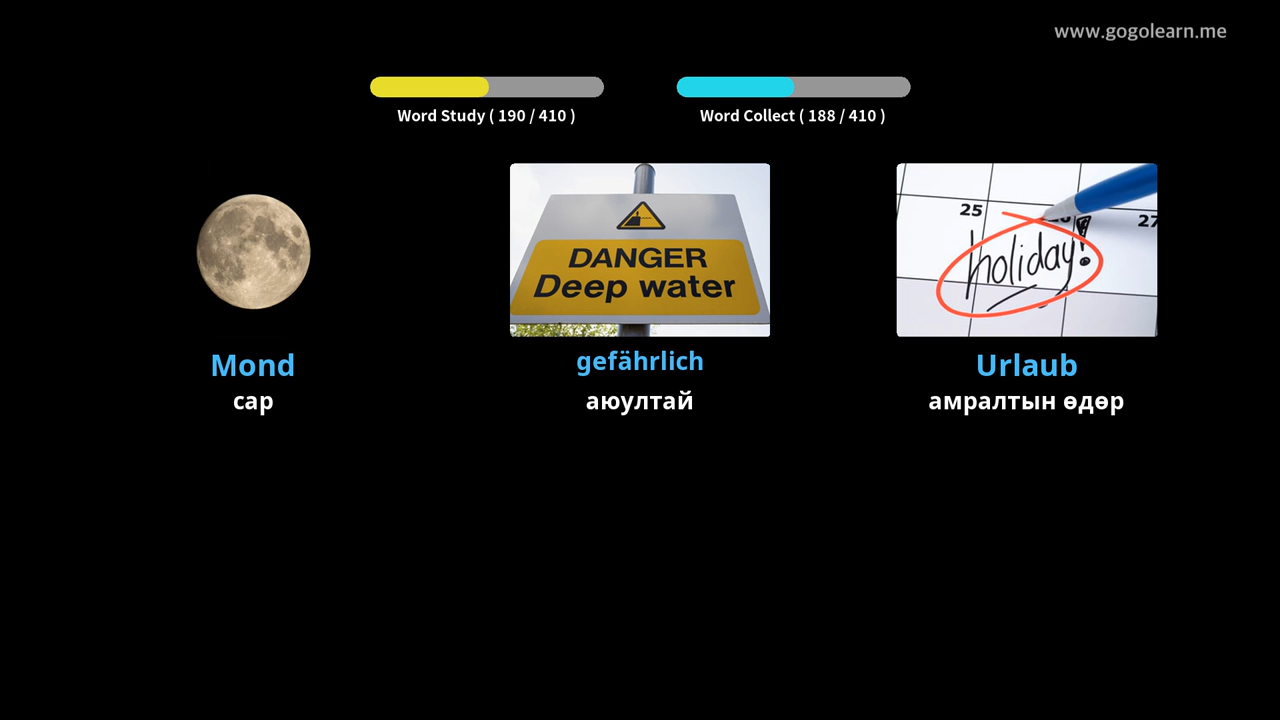 www.gogolearn.me
Word Study ( 190 / 410 )
Word Collect ( 188 / 410 )
DANGER
Deep water
25
27
holiday!
Mond
gefährlich
Urlaub
сар
аюултай
амралтын өдөр